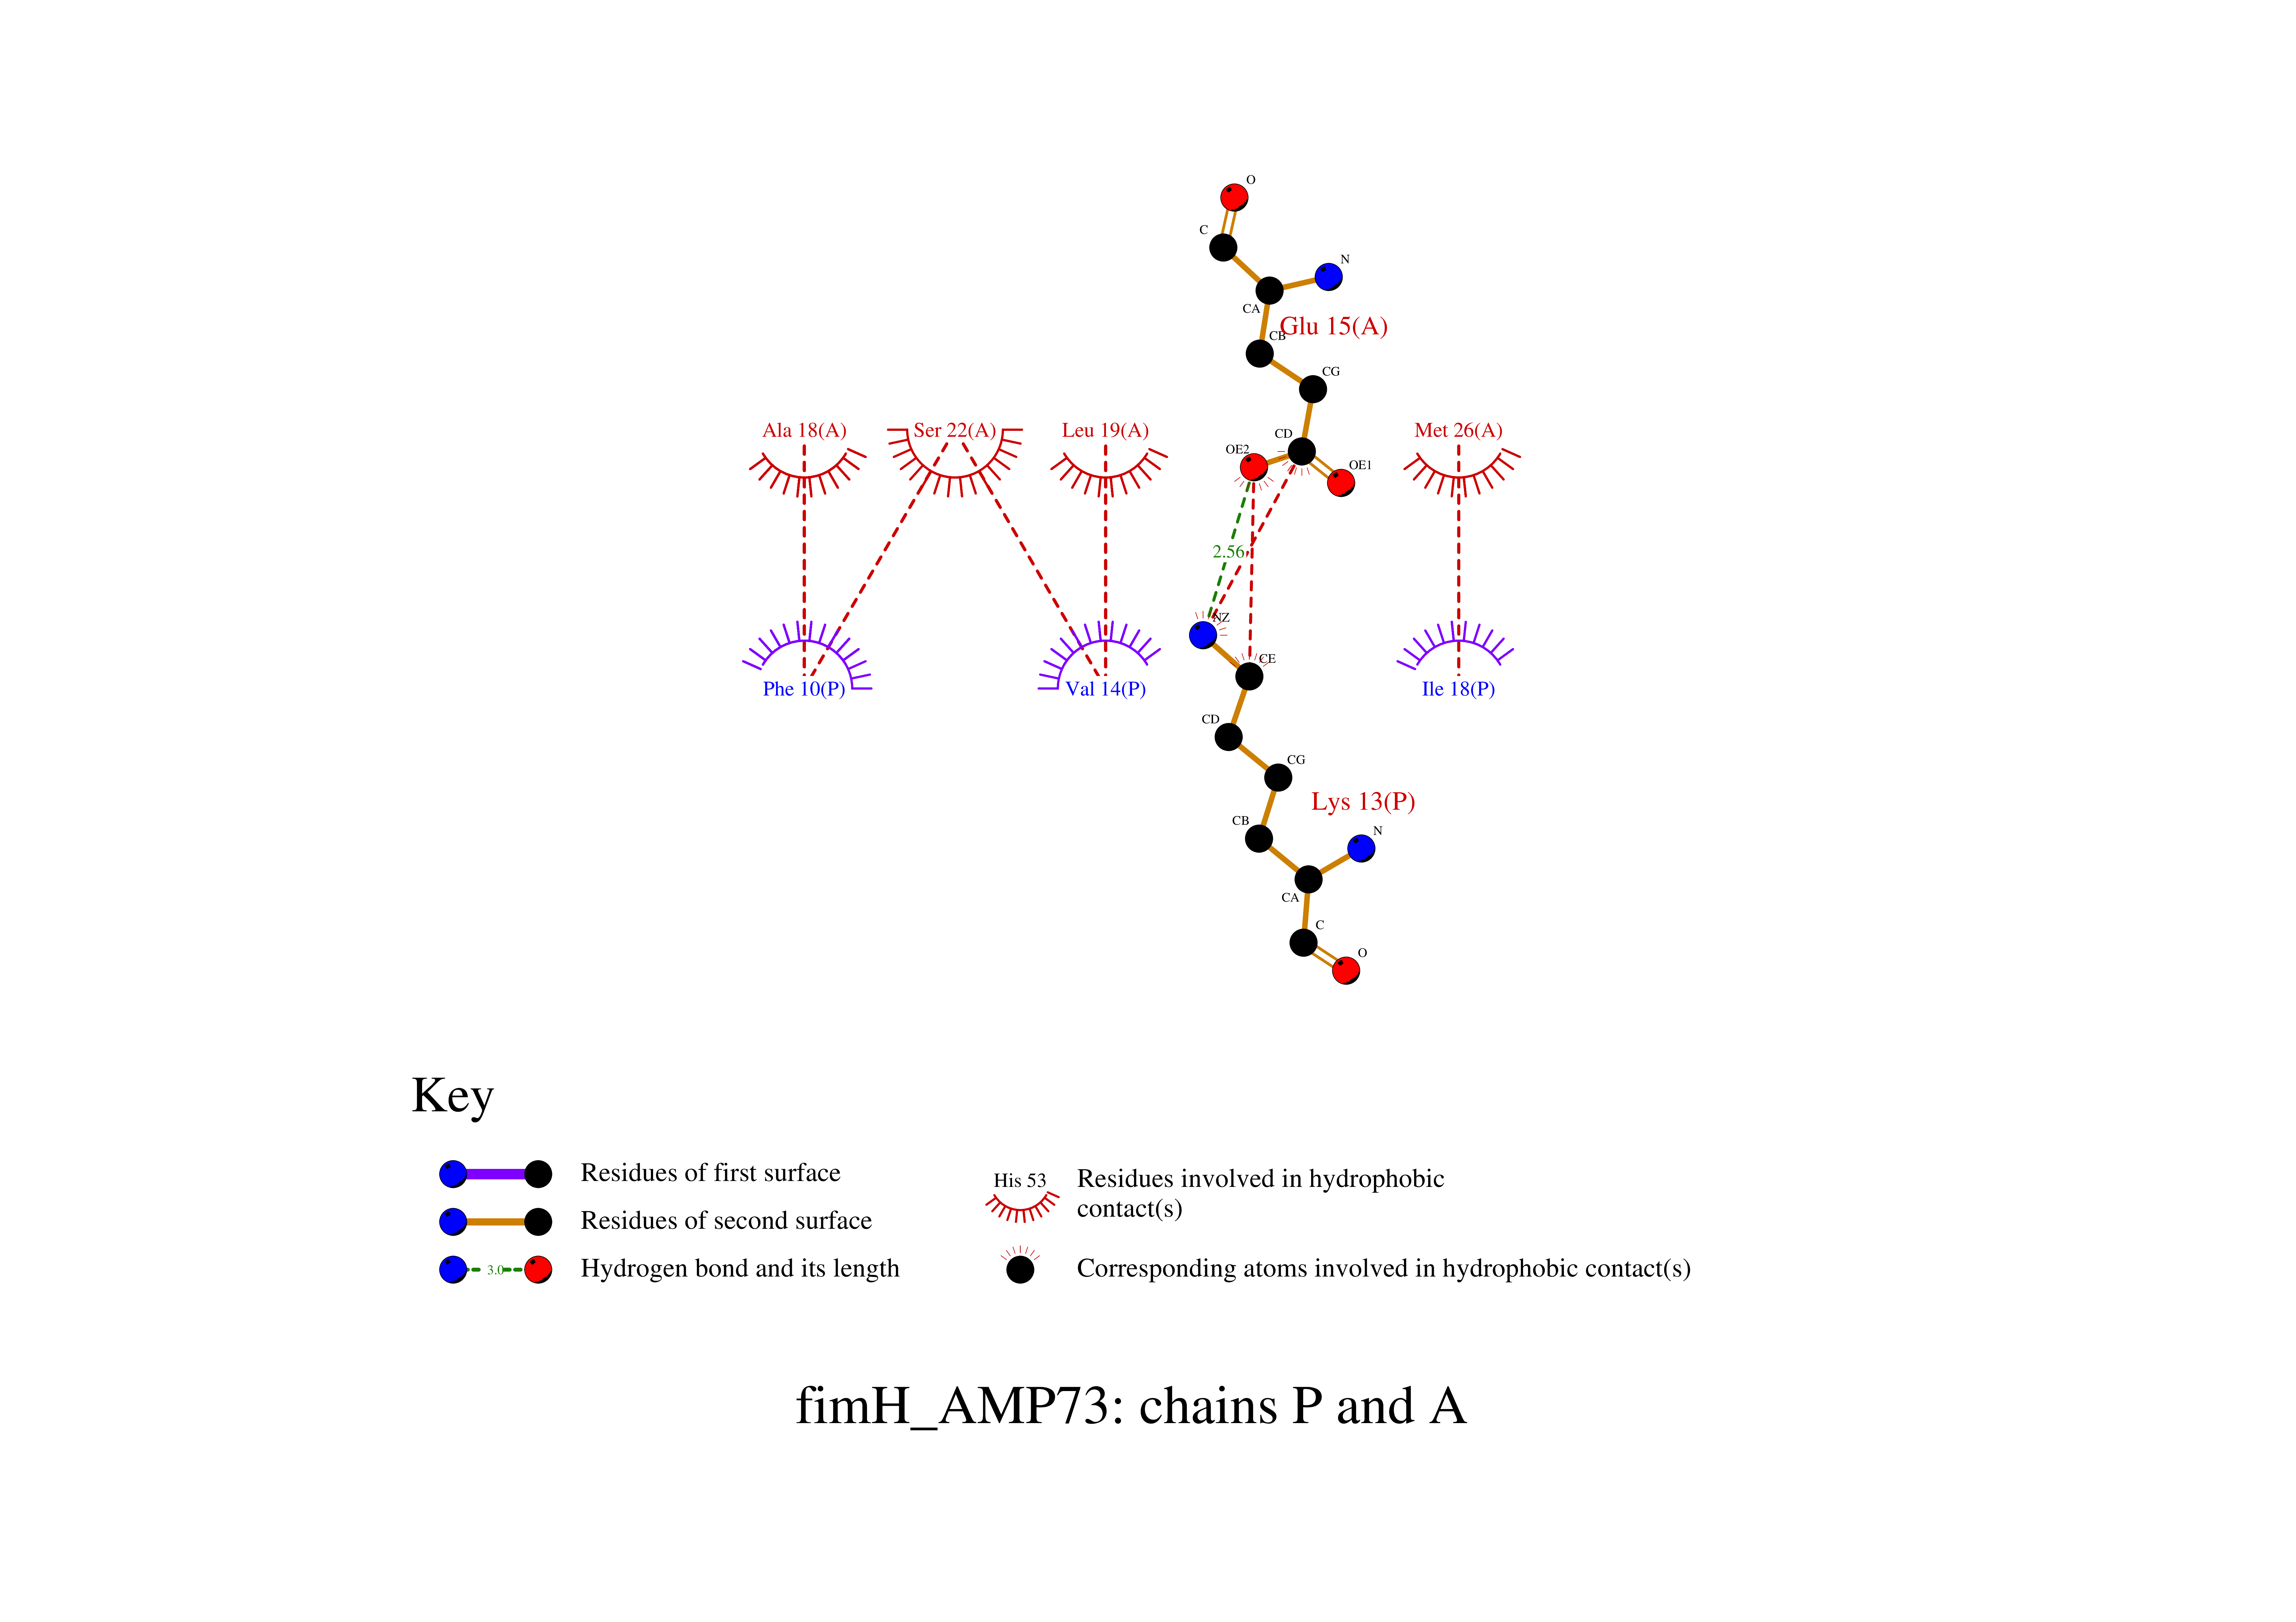 O
C
N
CA
Glu 15(A)
CB
CG
Ala 18(A) Ser 22(A) Leu 19(A) CD Met 26(A)
OE2
OE1
2.56
NZ
CE
Phe 10(P) Val 14(P) Ile 18(P)
CD
CG
Lys 13(P)
CB
N
CA
C
O
Key
Residues of first surface
Residues of second surface
3.0 Hydrogen bond and its length
His 53 Residues involved in hydrophobic
contact(s)
Corresponding atoms involved in hydrophobic contact(s)
fimH_AMP73: chains P and A